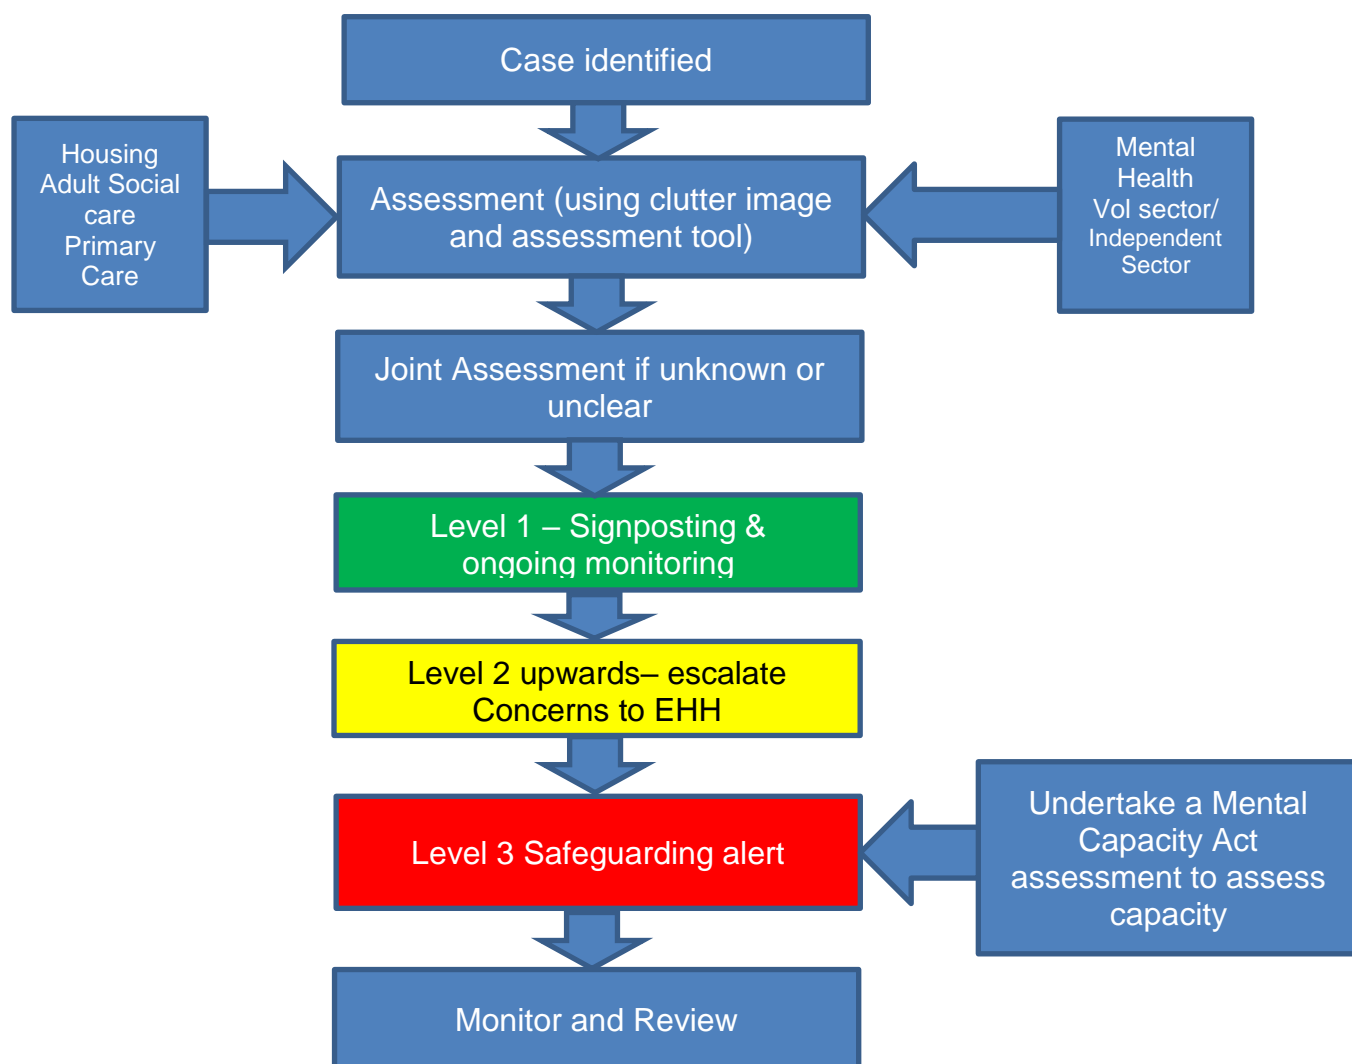 Case identified
Housing
Adult Social
care
Primary
Care
Assessment (using clutter image
and assessment tool)
Mental
Health
Vol sector/
Independent
Sector
Joint Assessment if unknown or
unclear
Level 1 – Signposting &
ongoing monitoring
Level 2 upwards– escalate
Concerns to EHH
Level 3 Safeguarding alert
Undertake a Mental
Capacity Act
assessment to assess
capacity
Monitor and Review